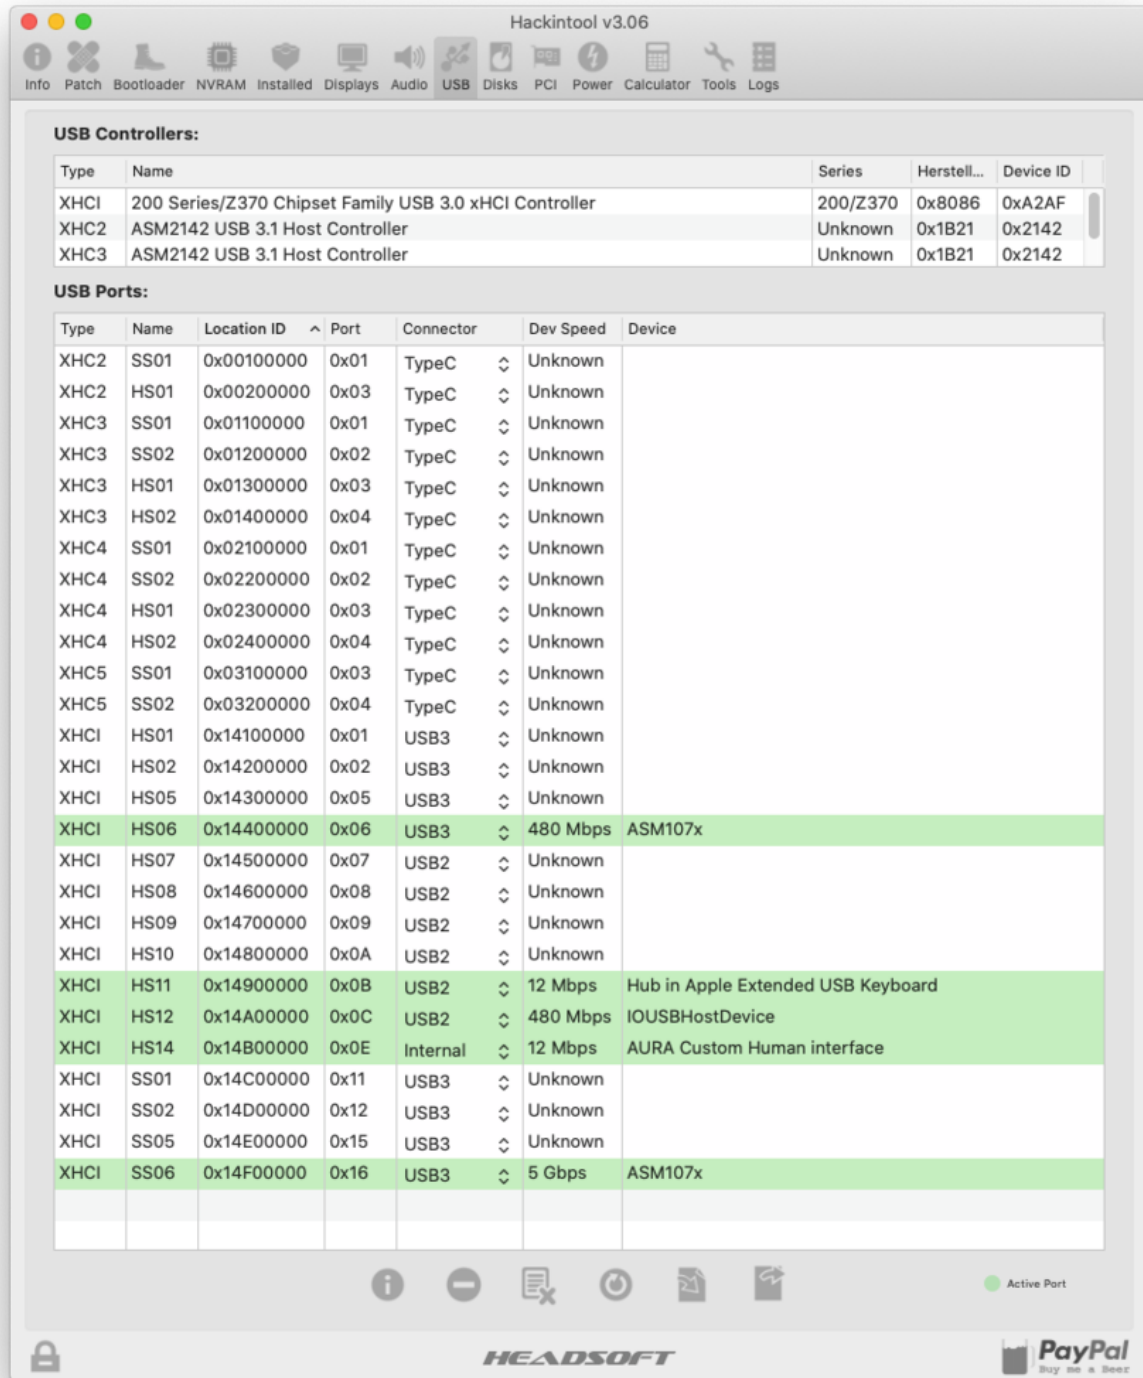 Hackintool v3.06
Info Patch Bootloader NVRAM Installed Displays Audio USB Disks PCI Power Calculator Tools Logs
USB Controllers:
Type Name Series Herstell... Device ID
XHCI 200 Series/Z370 Chipset Family USB 3.0 xHCI Controller 200/Z370 0x8086 0xA2AF
XHC2 ASM2142 USB 3.1 Host Controller Unknown 0x1B21 0x2142
XHC3 ASM2142 USB 3.1 Host Controller Unknown 0x1B21 0x2142
USB Ports:
Type Name Location ID Port Connector Dev Speed Device
XHC2 SS01 0x00100000 0x01 TypeC Unknown
XHC2 HS01 0x00200000 0x03 TypeC Unknown
XHC3 SS01 0x01100000 0x01 TypeC Unknown
XHC3 SS02 0x01200000 0x02 TypeC Unknown
XHC3 HS01 0x01300000 0x03 TypeC Unknown
XHC3 HS02 0x01400000 0x04 TypeC Unknown
XHC4 SS01 0x02100000 0x01 TypeC Unknown
XHC4 SS02 0x02200000 0x02 TypeC Unknown
XHC4 HS01 0x02300000 0x03 TypeC Unknown
XHC4 HS02 0x02400000 0x04 TypeC Unknown
XHC5 SS01 0x03100000 0x03 TypeC Unknown
XHC5 SS02 0x03200000 0x04 TypeC Unknown
XHCI HS01 0x14100000 0x01 USB3 Unknown
XHCI HS02 0x14200000 0x02 USB3 Unknown
XHCI HS05 0x14300000 0x05 USB3 Unknown
XHCI HS06 0x14400000 0x06 USB3 480 Mbps ASM107x
XHCI HS07 0x14500000 0x07 USB2 Unknown
XHCI HS08 0x14600000 0x08 USB2 Unknown
XHCI HS09 0x14700000 0x09 USB2 Unknown
XHCI HS10 0x14800000 0x0A USB2 Unknown
XHCI HS11 0x14900000 0x0B USB2 12 Mbps Hub in Apple Extended USB Keyboard
XHCI HS12 0x14A00000 0x0C USB2 480 Mbps IOUSBHostDevice
XHCI HS14 0x14B00000 0x0E Internal 12 Mbps AURA Custom Human interface
XHCI SS01 0x14C00000 0x11 USB3 Unknown
XHCI SS02 0x14D00000 0x12 USB3 Unknown
XHCI SS05 0x14E00000 0x15 USB3 Unknown
XHCI SS06 0x14F00000 0x16 USB3 5 Gbps ASM107x
Active Port
HEADSOFT
PayPal
Buy me a Beer